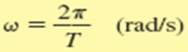 ω = 2π / T (rad/s)